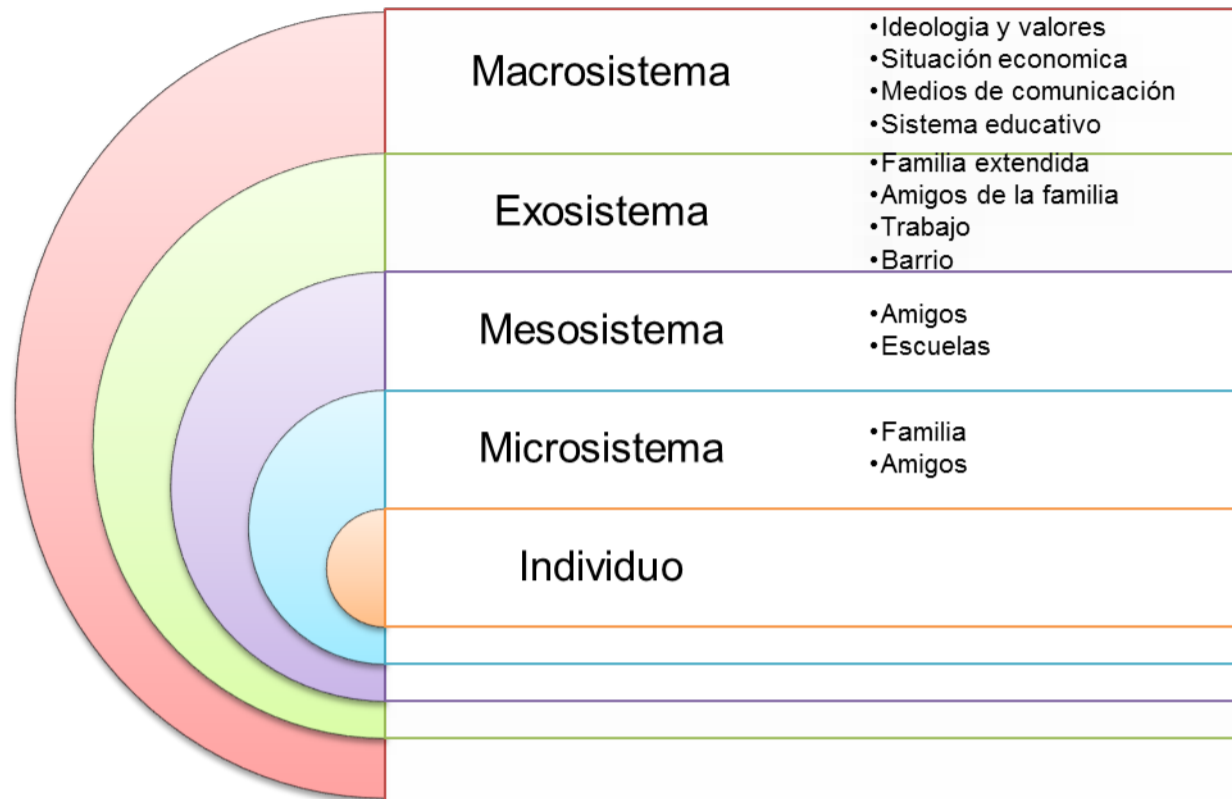 Macrosistema
•Ideologia y valores
•Situación economica
•Medios de comunicación
•Sistema educativo
Exosistema
•Familia extendida
•Amigos de la familia
•Trabajo
•Barrio
Mesosistema
•Amigos
•Escuelas
Microsistema
•Familia
•Amigos
Individuo